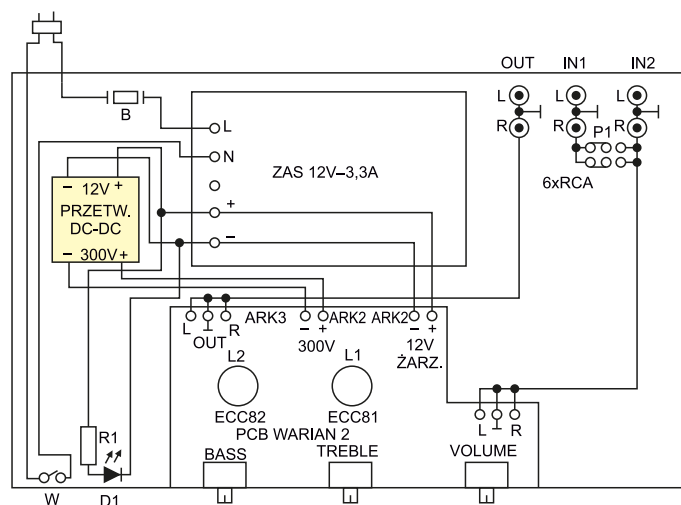 OUT IN1 IN2
L L L
R R R
P1
6xRCA
B
L
N
ZAS 12V–3,3A
+
–
– 12V +
PRZETW.
DC-DC
– 300V +
L ⊥ R
OUT
ARK3
– + ARK2
300V
ARK2 – +
12V
ŻARZ.
L2
ECC82
L1
ECC81
PCB WARIAN 2
L ⊥ R
BASS
TREBLE
VOLUME
R1
W
D1